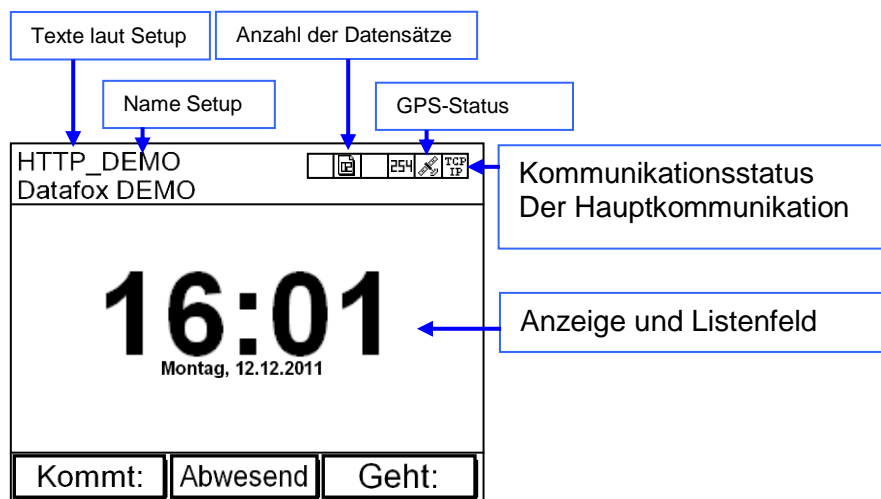 Texte laut Setup
Anzahl der Datensätze
Name Setup
GPS-Status
HTTP_DEMO
Datafox DEMO
254
TCP
IP
Kommunikationsstatus
Der Hauptkommunikation
16:01
Montag, 12.12.2011
Anzeige und Listenfeld
Kommt:
Abwesend
Geht: